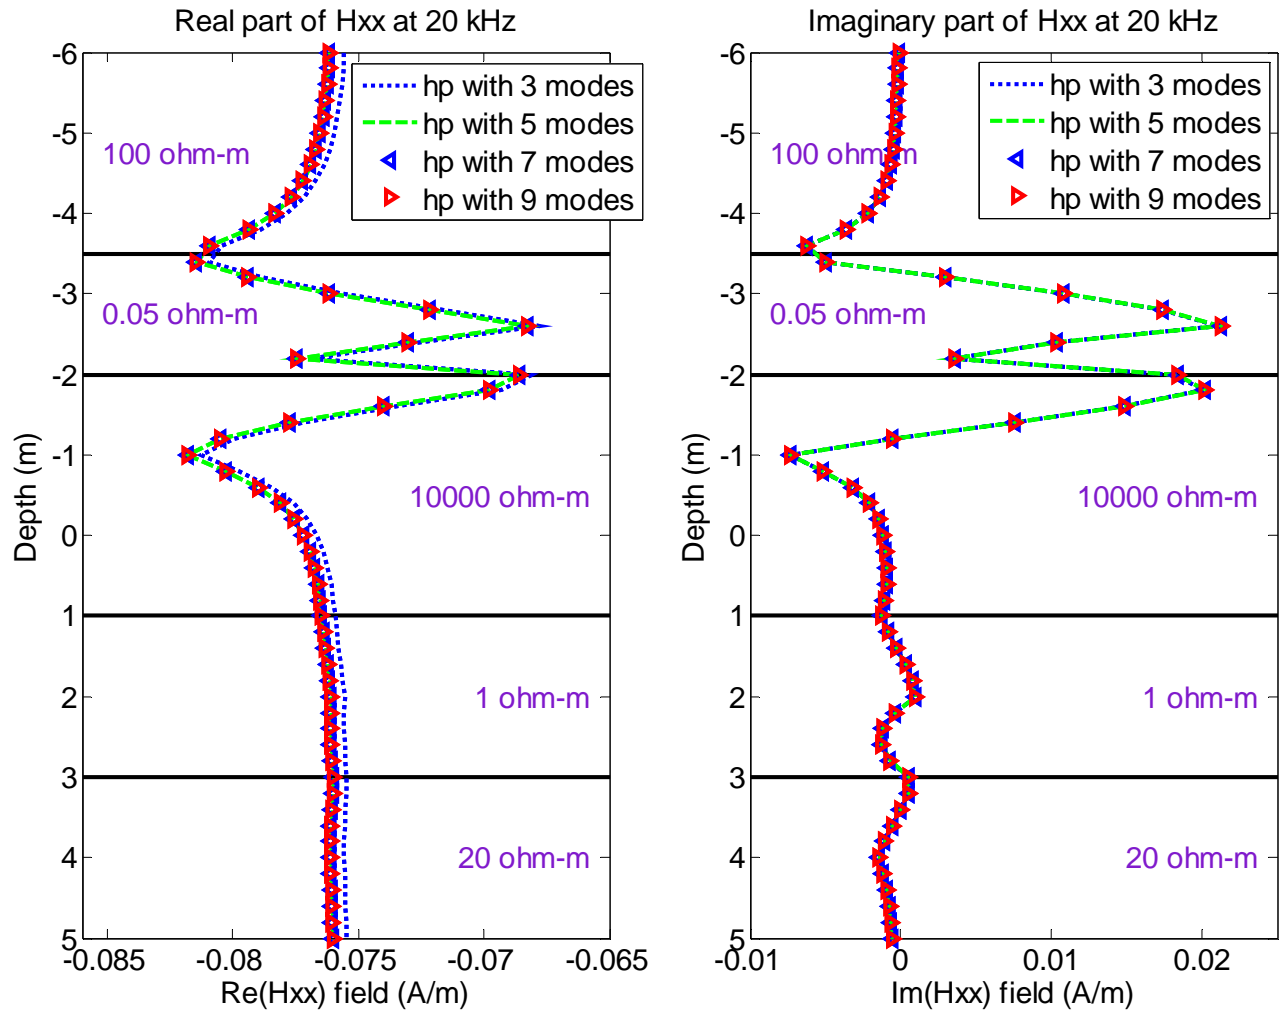 Real part of Hxx at 20 kHz
-6
-5
-4
-3
-2
-1
0
1
2
3
4
5
Depth (m)
hp with 3 modes
hp with 5 modes
hp with 7 modes
hp with 9 modes
100 ohm-m
0.05 ohm-m
10000 ohm-m
1 ohm-m
20 ohm-m
-0.085 -0.08 -0.075 -0.07 -0.065
Re(Hxx) field (A/m)
Imaginary part of Hxx at 20 kHz
-6
-5
-4
-3
-2
-1
0
1
2
3
4
5
Depth (m)
hp with 3 modes
hp with 5 modes
hp with 7 modes
hp with 9 modes
100 ohm-m
0.05 ohm-m
10000 ohm-m
1 ohm-m
20 ohm-m
-0.01 0 0.01 0.02
Im(Hxx) field (A/m)